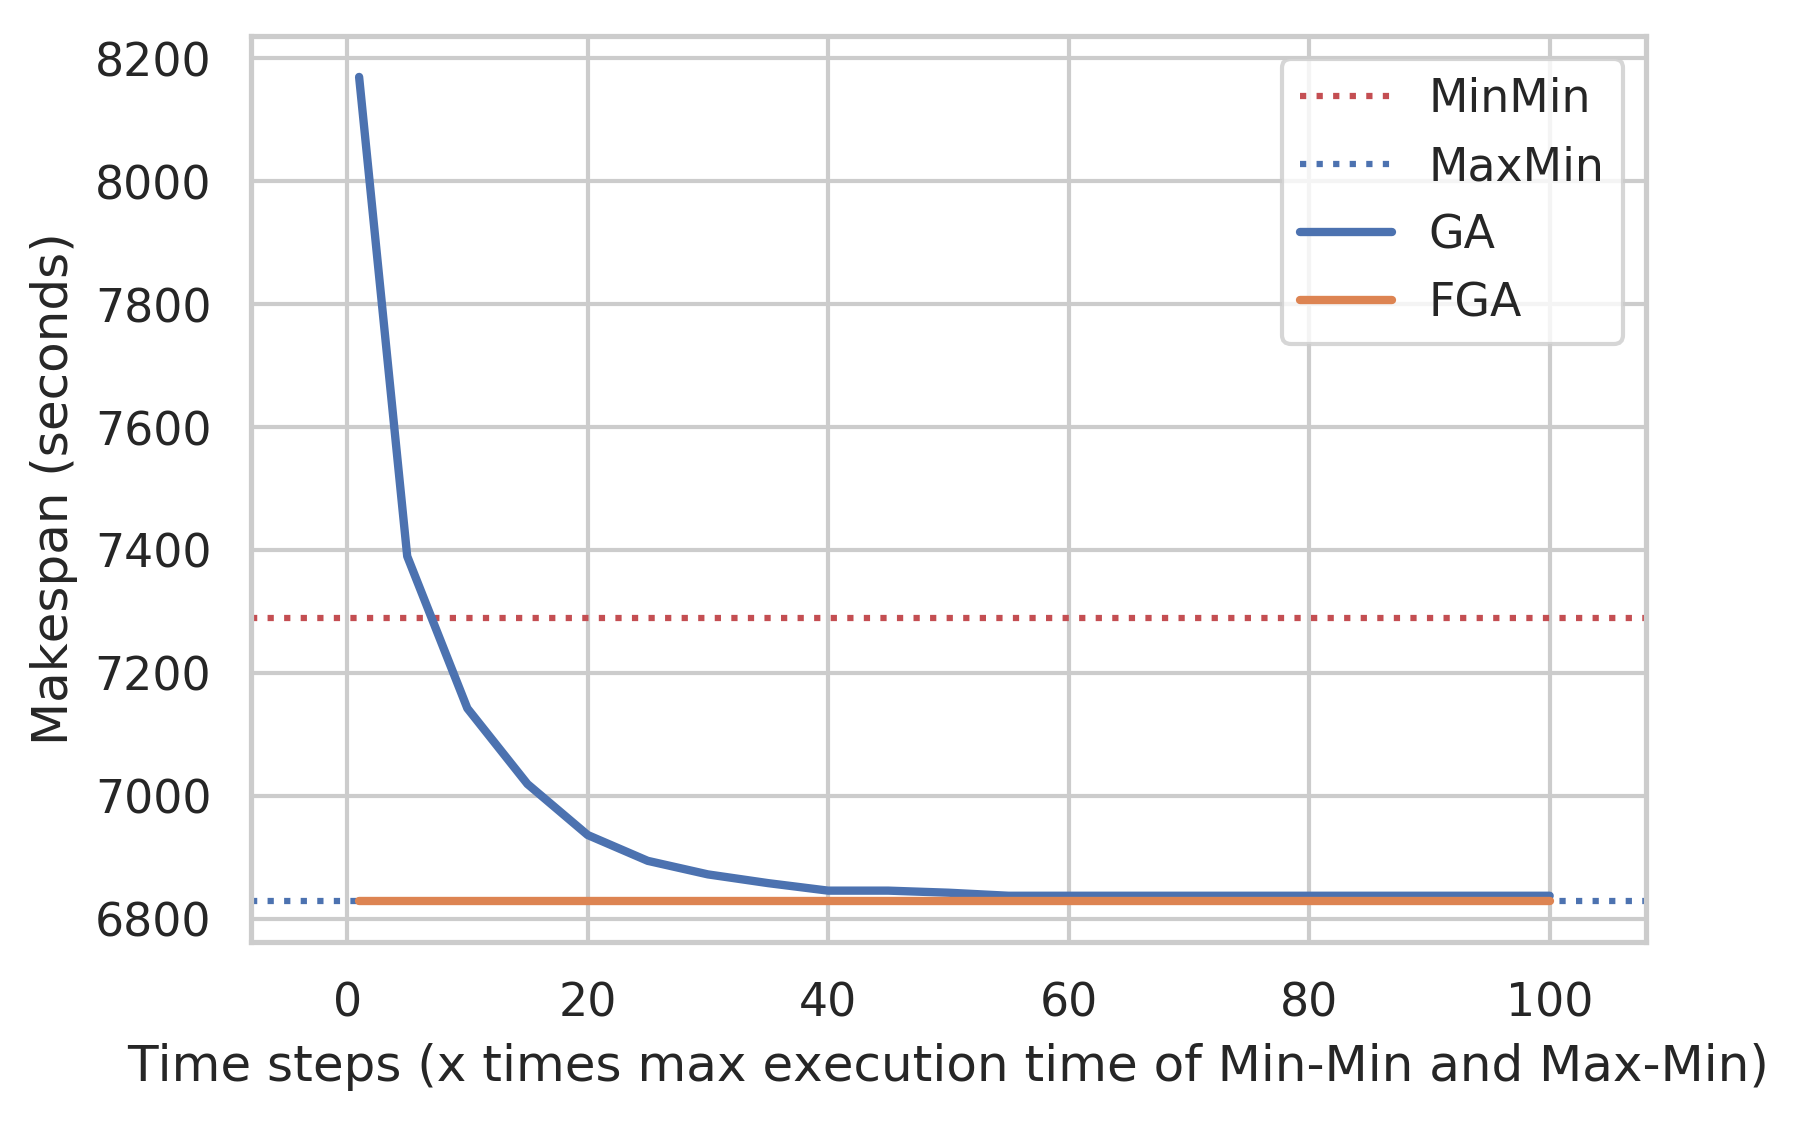 8200
8000
7800
7600
7400
7200
7000
6800
Makespan (seconds)
MinMin
MaxMin
GA
FGA
0 20 40 60 80 100
Time steps (x times max execution time of Min-Min and Max-Min)